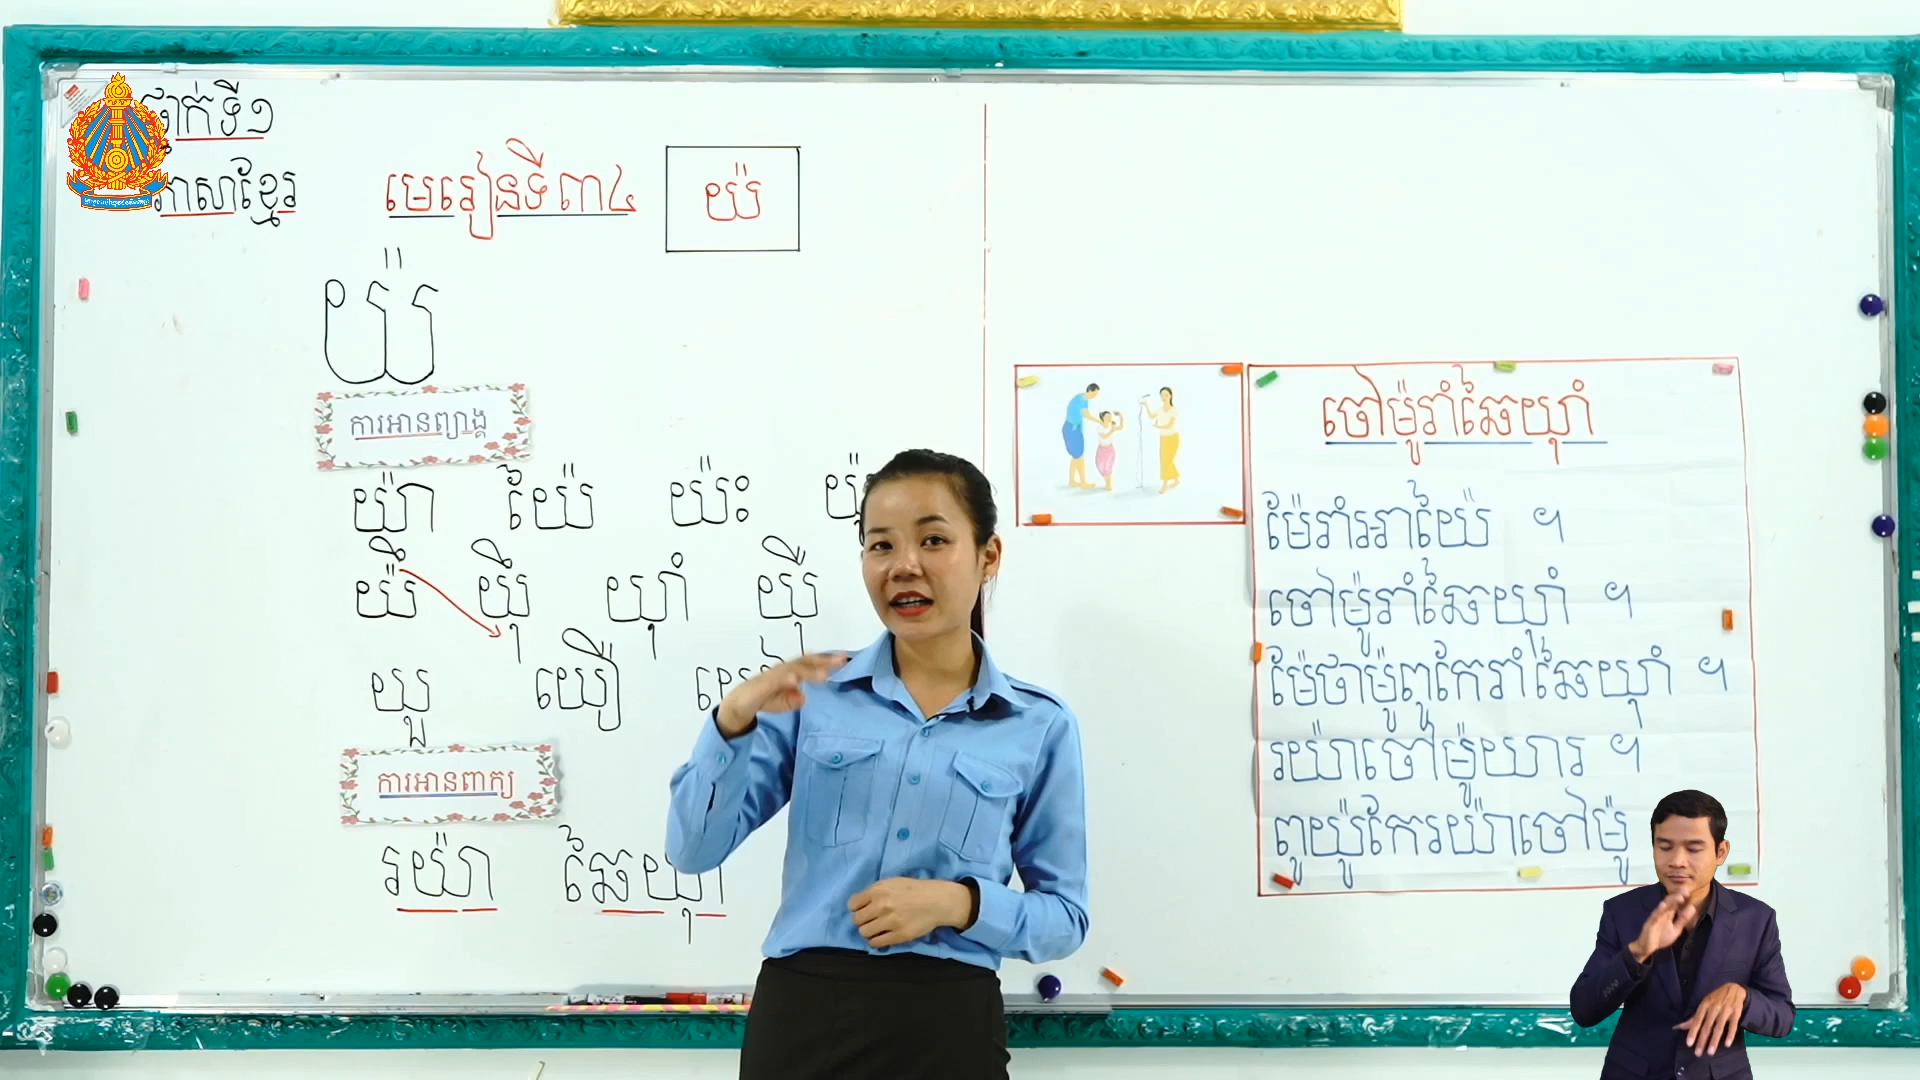 ថ្នាក់ទី១
ភាសាខ្មែរ
មេរៀនទី ៣៤
យ៉
យ៉
ការអានព្យាង្គ
យ៉ា យ៉ែ យ៉ះ
យ៉ឺ យ៉ឹ យ៉ាំ យ៉ី
យួ យឿ
ការអានពាក្យ
រយ៉ា ឆៃយ៉ាំ
ចៅម៉ូរាំឆៃយ៉ាំ
ម៉ែរាំអាយ៉ៃ ។
ចៅម៉ូរាំឆៃយ៉ាំ ។
ម៉ែថាម៉ូពូកែរាំឆៃយ៉ាំ ។
រយ៉ាចៅម៉ូយារ ។
ពូយ៉ូកែរយ៉ាចៅម៉ូ